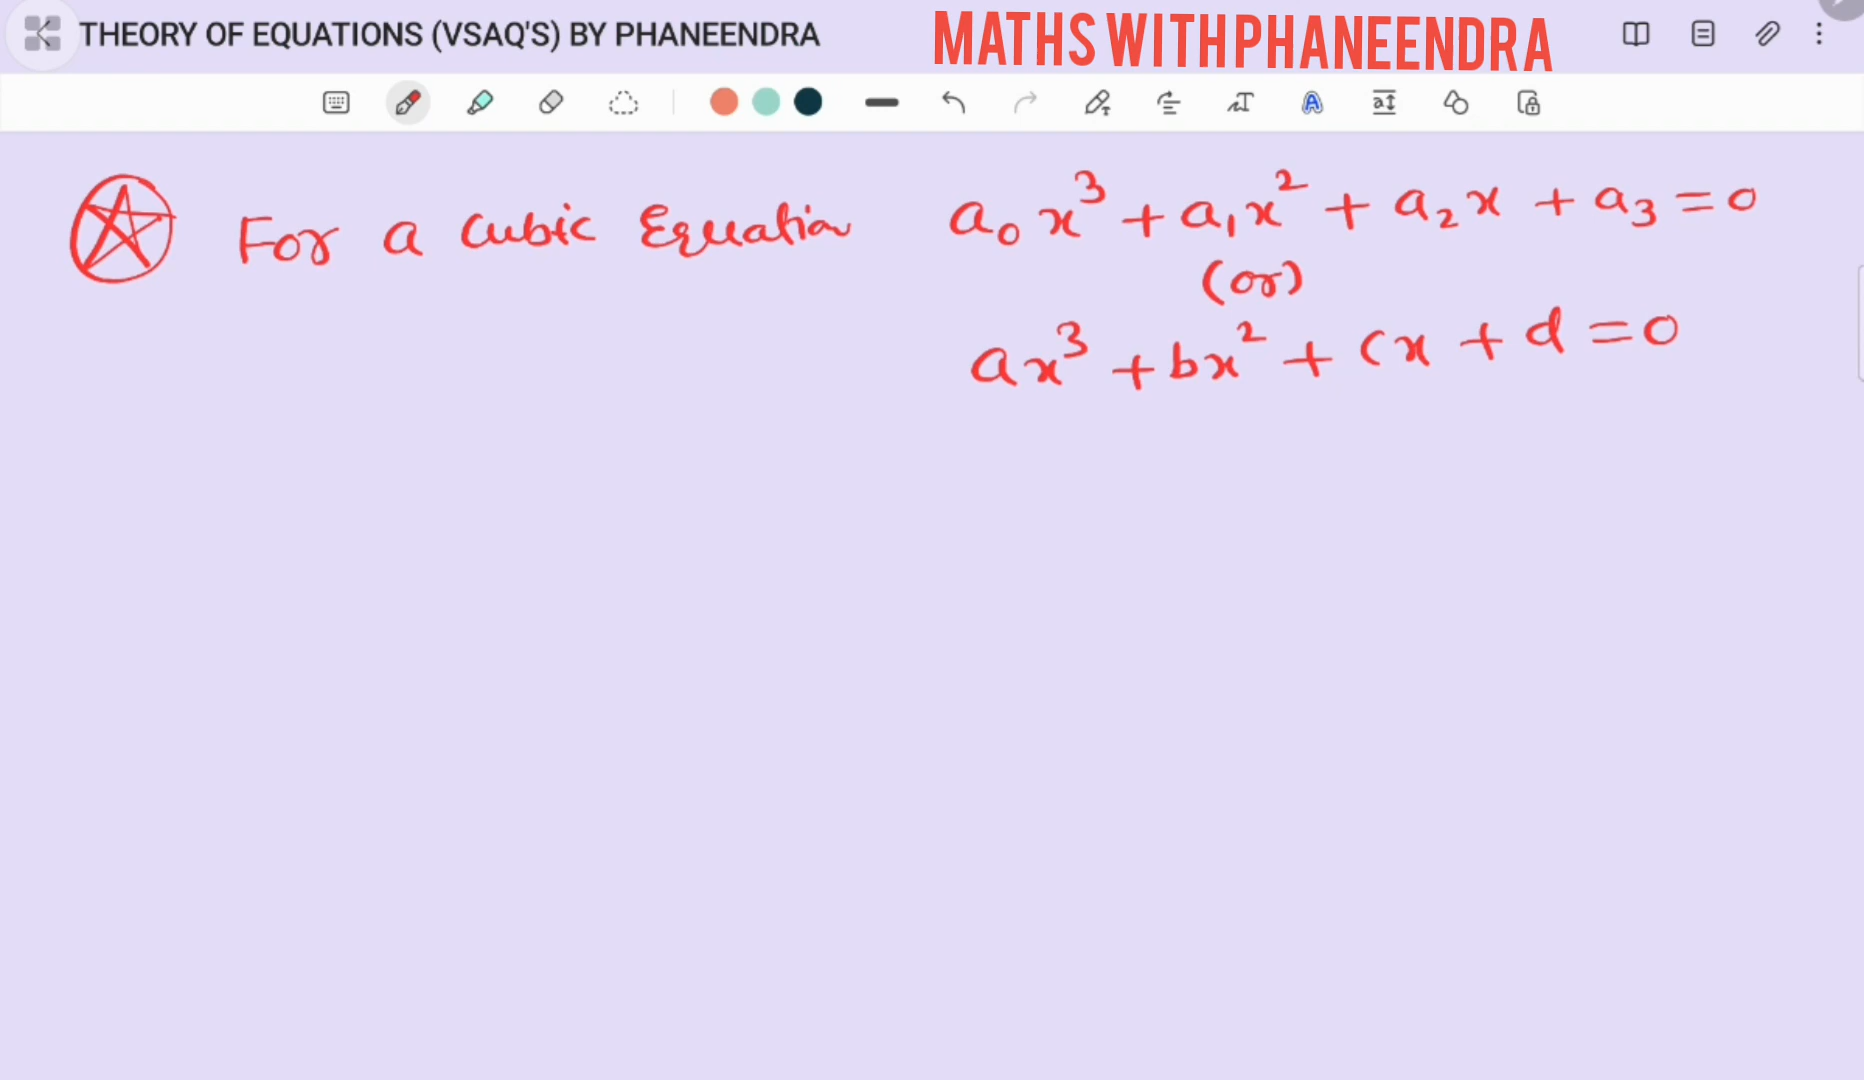 THEORY OF EQUATIONS (VSAQ'S) BY PHANEENDRA
MATHS WITH PHANEENDRA
For a Cubic Equation a₀x³ + a₁x² + a₂x + a₃ = 0
(or)
ax³ + bx² + cx + d = 0